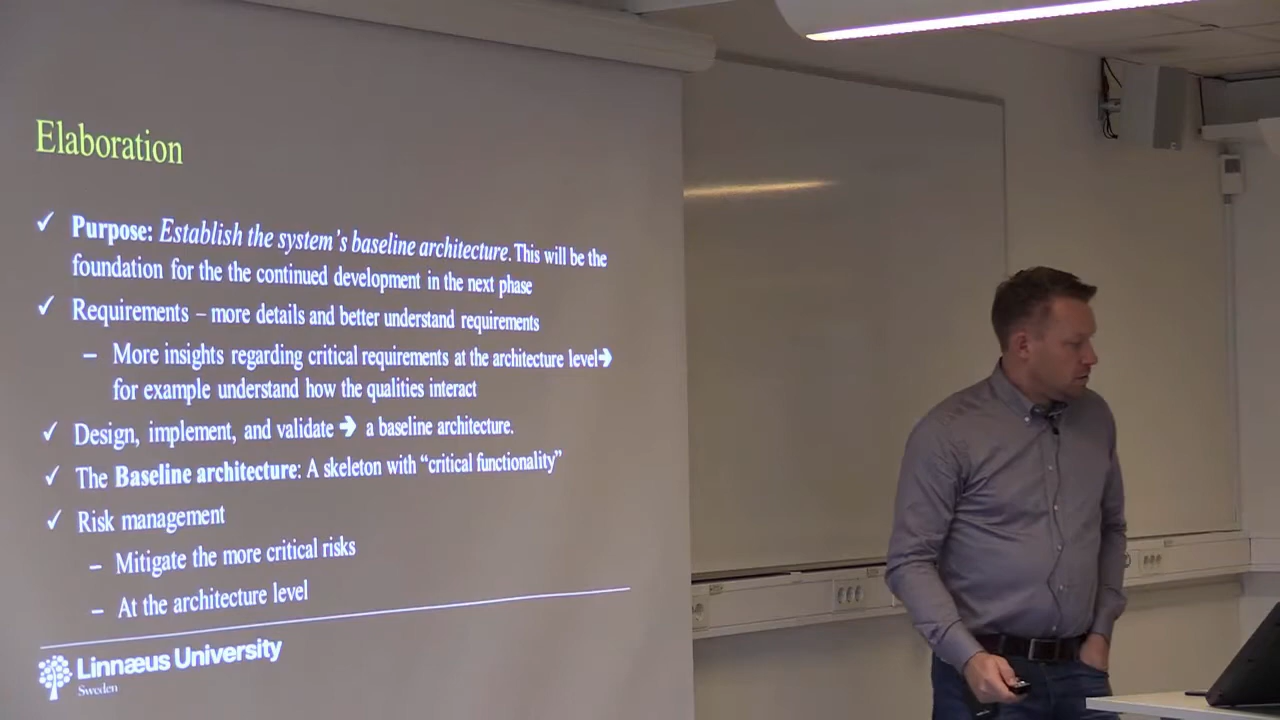 Elaboration
✓ Purpose: Establish the system's baseline architecture. This will be the
foundation for the the continued development in the next phase
✓ Requirements – more details and better understand requirements
– More insights regarding critical requirements at the architecture level➔
for example understand how the qualities interact
✓ Design, implement, and validate ➔ a baseline architecture.
✓ The Baseline architecture: A skeleton with “critical functionality”
✓ Risk management
– Mitigate the more critical risks
– At the architecture level
Linnæus University
Sweden